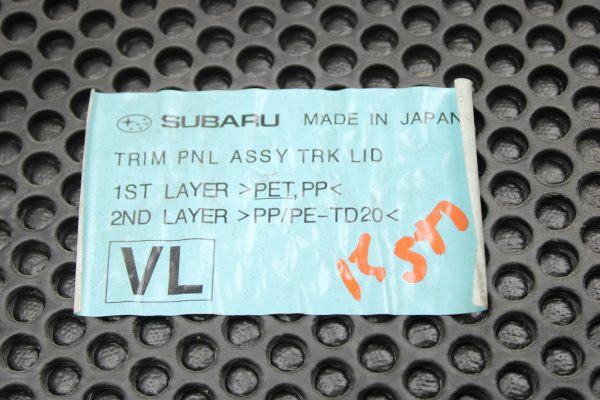 SUBARU MADE IN JAPAN
TRIM PNL ASSY TRK LID
1ST LAYER >PET,PP<
2ND LAYER >PP/PE-TD20<
VL